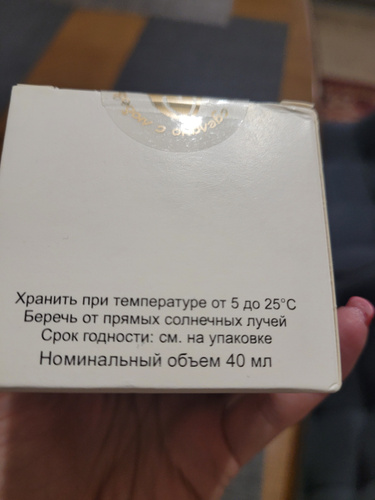 Хранить при температуре от 5 до 25°C
Беречь от прямых солнечных лучей
Срок годности: см. на упаковке
Номинальный объем 40 мл